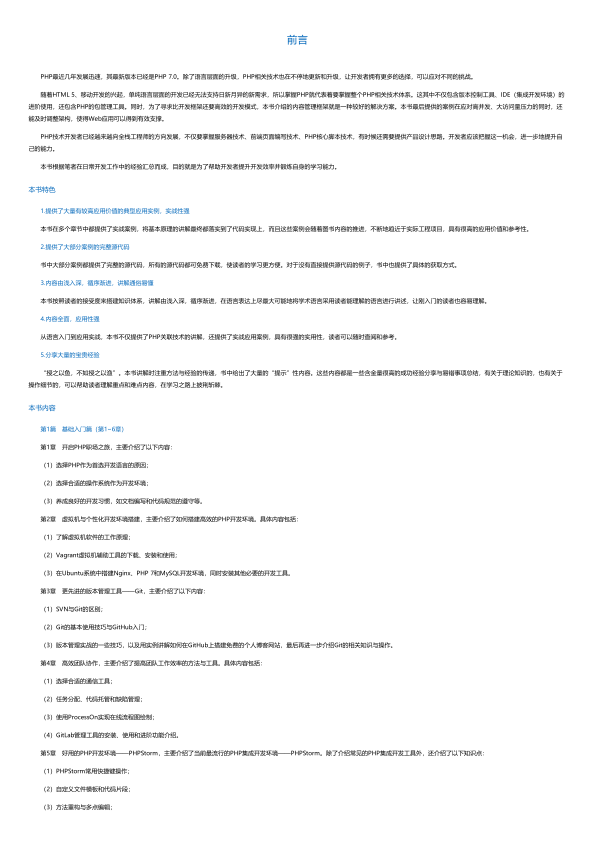 前言
PHP最近几年发展迅速，其最新版本已经是PHP 7.0。除了语言层面的升级，PHP相关技术也在不停地更新和升级，让开发者拥有更多的选择，可以应对不同的挑战。
随着HTML 5、移动开发的兴起，单纯语言层面的开发已经无法支持日新月异的新需求，所以掌握PHP就代表着要掌握整个PHP相关技术体系。这其中不仅包含版本控制工具、IDE（集成开发环境）的
进阶使用，还包含PHP的包管理工具。同时，为了寻求比开发框架还要高效的开发模式，本书介绍的内容管理框架就是一种较好的解决方案。本书最后提供的案例在应对高并发，大访问量压力的同时，还
能及时调整架构，使得Web应用可以得到有效支撑。
PHP技术开发者已经越来越向全栈工程师的方向发展，不仅要掌握服务器技术、前端页面编写技术、PHP核心脚本技术，有时候还需要提供产品设计思路。开发者应该把握这一机会，进一步地提升自
己的能力。
本书根据笔者在日常开发工作中的经验汇总而成，目的就是为了帮助开发者提升开发效率并锻炼自身的学习能力。
本书特色
1.提供了大量有较高应用价值的典型应用实例，实战性强
本书在多个章节中都提供了实战案例，将基本原理的讲解最终都落实到了代码实现上，而且这些案例会随着图书内容的推进，不断地趋近于实际工程项目，具有很高的应用价值和参考性。
2.提供了大部分案例的完整源代码
书中大部分案例都提供了完整的源代码，所有的源代码都可免费下载，使读者的学习更方便。对于没有直接提供源代码的例子，书中也提供了具体的获取方式。
3.内容由浅入深，循序渐进，讲解通俗易懂
本书按照读者的接受度来搭建知识体系，讲解由浅入深，循序渐进，在语言表达上尽最大可能地将学术语言采用读者能理解的语言进行讲述，让刚入门的读者也容易理解。
4.内容全面，应用性强
从语言入门到应用实战，本书不仅提供了PHP关联技术的讲解，还提供了实战应用案例，具有很强的实用性，读者可以随时查阅和参考。
5.分享大量的宝贵经验
“授之以鱼，不如授之以渔”。本书讲解时注重方法与经验的传递，书中给出了大量的“提示”性内容。这些内容都是一些含金量很高的成功经验分享与易错事项总结，有关于理论知识的，也有关于
操作细节的，可以帮助读者理解重点和难点内容，在学习之路上披荆斩棘。
本书内容
第1篇 基础入门篇（第1~6章）
第1章 开启PHP职场之旅，主要介绍了以下内容：
（1）选择PHP作为首选开发语言的原因；
（2）选择合适的操作系统作为开发环境；
（3）养成良好的开发习惯，如文档编写和代码规范的遵守等。
第2章 虚拟机与个性化开发环境搭建，主要介绍了如何搭建高效的PHP开发环境。具体内容包括：
（1）了解虚拟机软件的工作原理；
（2）Vagrant虚拟机辅助工具的下载、安装和使用；
（3）在Ubuntu系统中搭建Nginx、PHP 7和MySQL开发环境，同时安装其他必要的开发工具。
第3章 更先进的版本管理工具——Git，主要介绍了以下内容：
（1）SVN与Git的区别；
（2）Git的基本使用技巧与GitHub入门；
（3）版本管理实战的一些技巧，以及用实例讲解如何在GitHub上搭建免费的个人博客网站，最后再进一步介绍Git的相关知识与操作。
第4章 高效团队协作，主要介绍了提高团队工作效率的方法与工具。具体内容包括：
（1）选择合适的通信工具；
（2）任务分配、代码托管和缺陷管理；
（3）使用ProcessOn实现在线流程图绘制；
（4）GitLab管理工具的安装、使用和进阶功能介绍。
第5章 好用的PHP开发环境——PHPStorm，主要介绍了当前最流行的PHP集成开发环境——PHPStorm。除了介绍常见的PHP集成开发工具外，还介绍了以下知识点：
（1）PHPStorm常用快捷键操作；
（2）自定义文件模板和代码片段；
（3）方法重构与多点编辑；